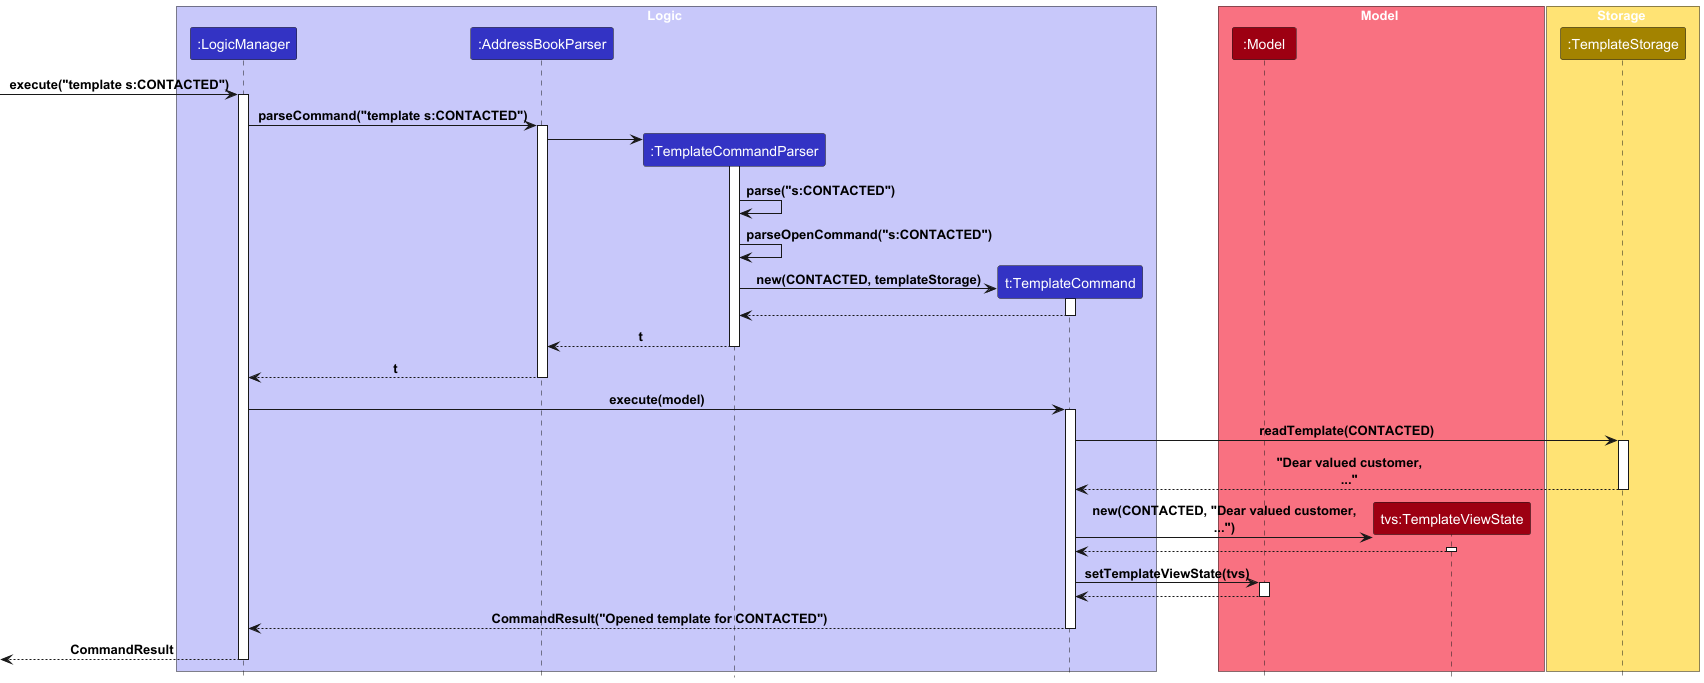 Logic
Model
Storage
:LogicManager
:AddressBookParser
:Model
:TemplateStorage
execute("template s:CONTACTED")
parseCommand("template s:CONTACTED")
:TemplateCommandParser
parse("s:CONTACTED")
parseOpenCommand("s:CONTACTED")
new(CONTACTED, templateStorage)
t:TemplateCommand
t
t
execute(model)
readTemplate(CONTACTED)
"Dear valued customer,
..."
new(CONTACTED, "Dear valued customer,
...")
tvs:TemplateViewState
setTemplateViewState(tvs)
CommandResult("Opened template for CONTACTED")
CommandResult